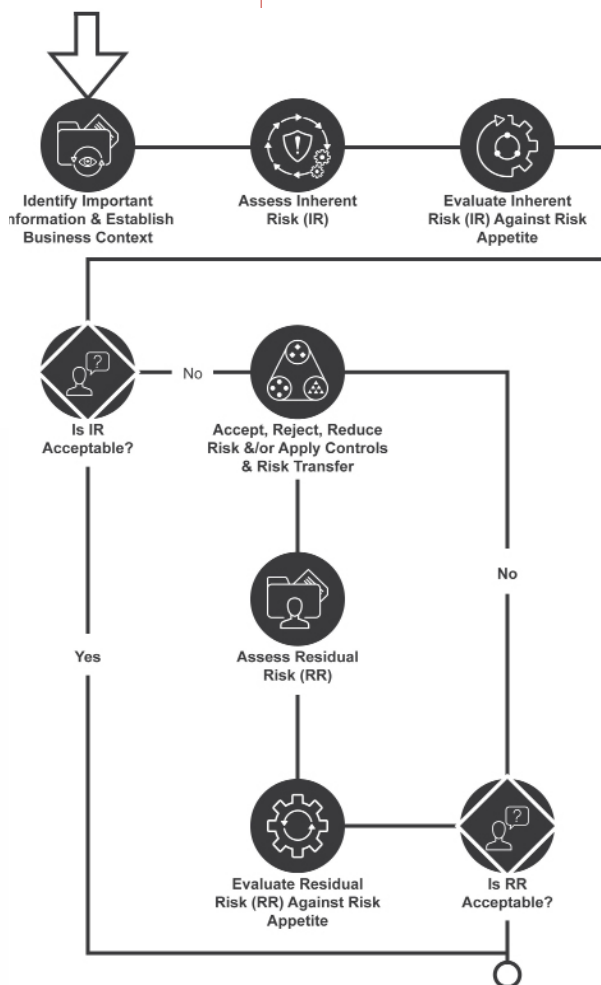 Identify Important
nformation & Establish
Business Context
Assess Inherent
Risk (IR)
Evaluate Inherent
Risk (IR) Against Risk
Appetite
?
Is IR
Acceptable?
No
Accept, Reject, Reduce
Risk &/or Apply Controls
& Risk Transfer
No
Yes
Assess Residual
Risk (RR)
Evaluate Residual
Risk (RR) Against Risk
Appetite
?
Is RR
Acceptable?